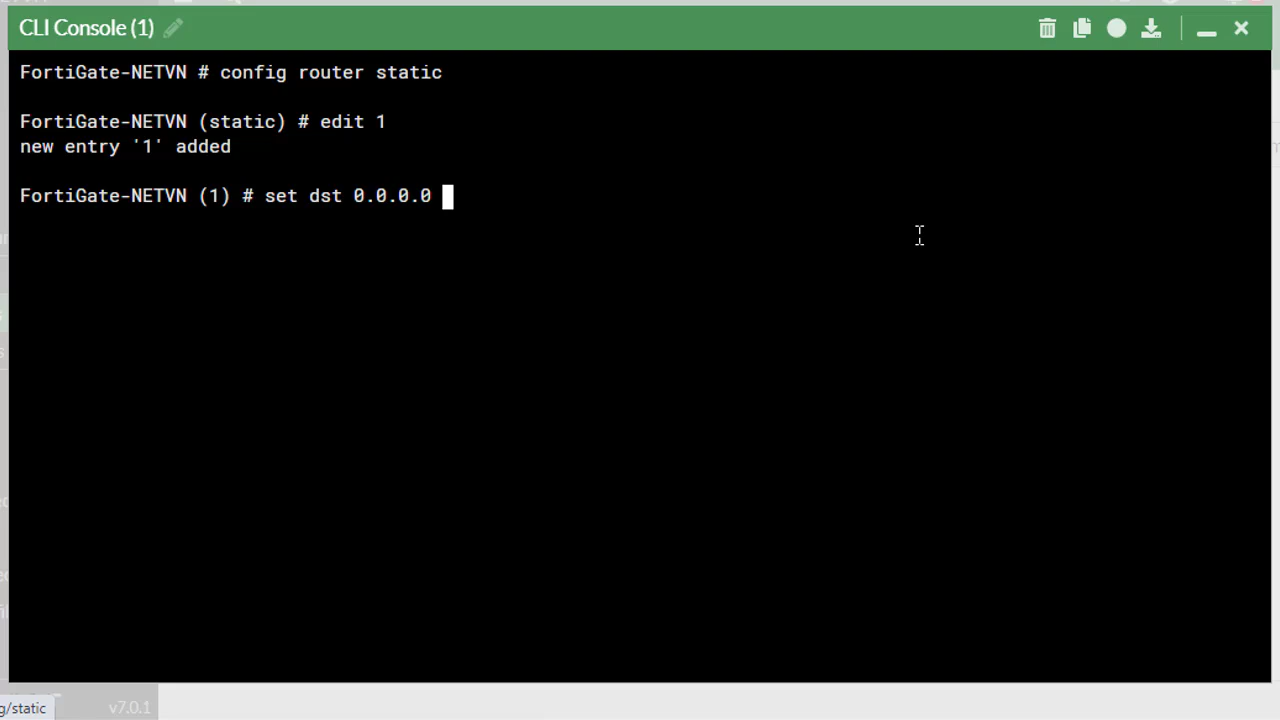 CLI Console (1)
FortiGate-NETVN # config router static
FortiGate-NETVN (static) # edit 1
new entry '1' added
FortiGate-NETVN (1) # set dst 0.0.0.0
g/static
v7.0.1